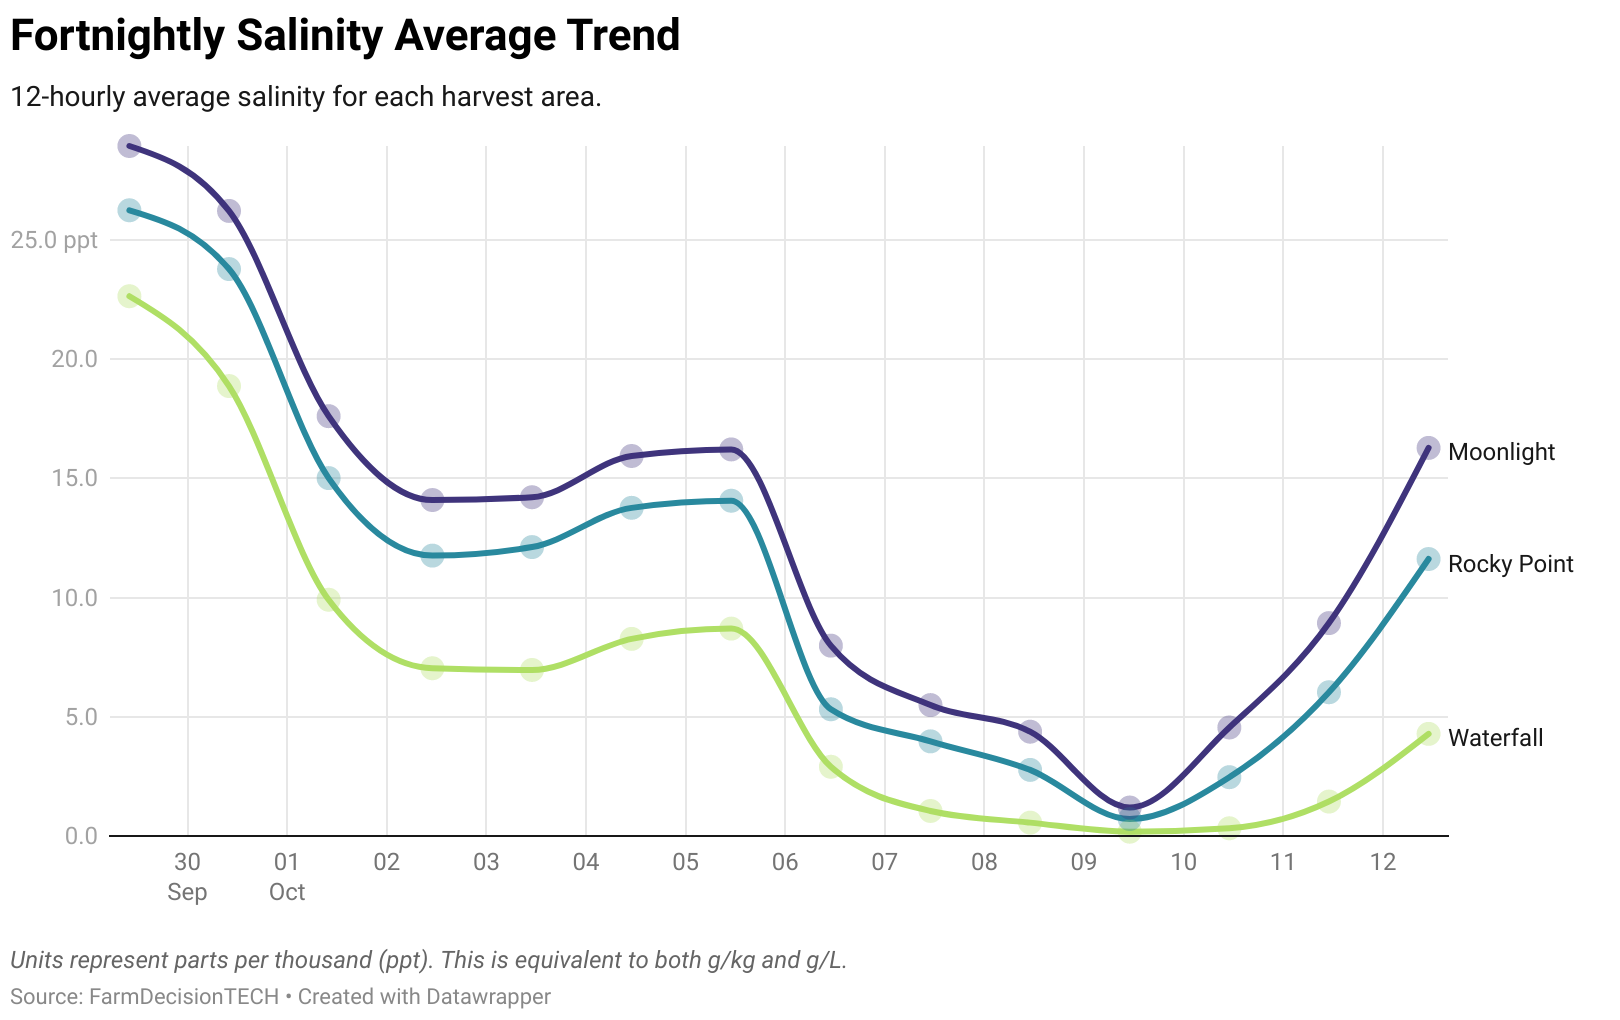 Fortnightly Salinity Average Trend
12-hourly average salinity for each harvest area.
25.0 ppt
20.0
15.0
10.0
5.0
0.0
Moonlight
Rocky Point
Waterfall
30 01 02 03 04 05 06 07 08 09 10 11 12
Sep Oct
Units represent parts per thousand (ppt). This is equivalent to both g/kg and g/L.
Source: FarmDecisionTECH • Created with Datawrapper